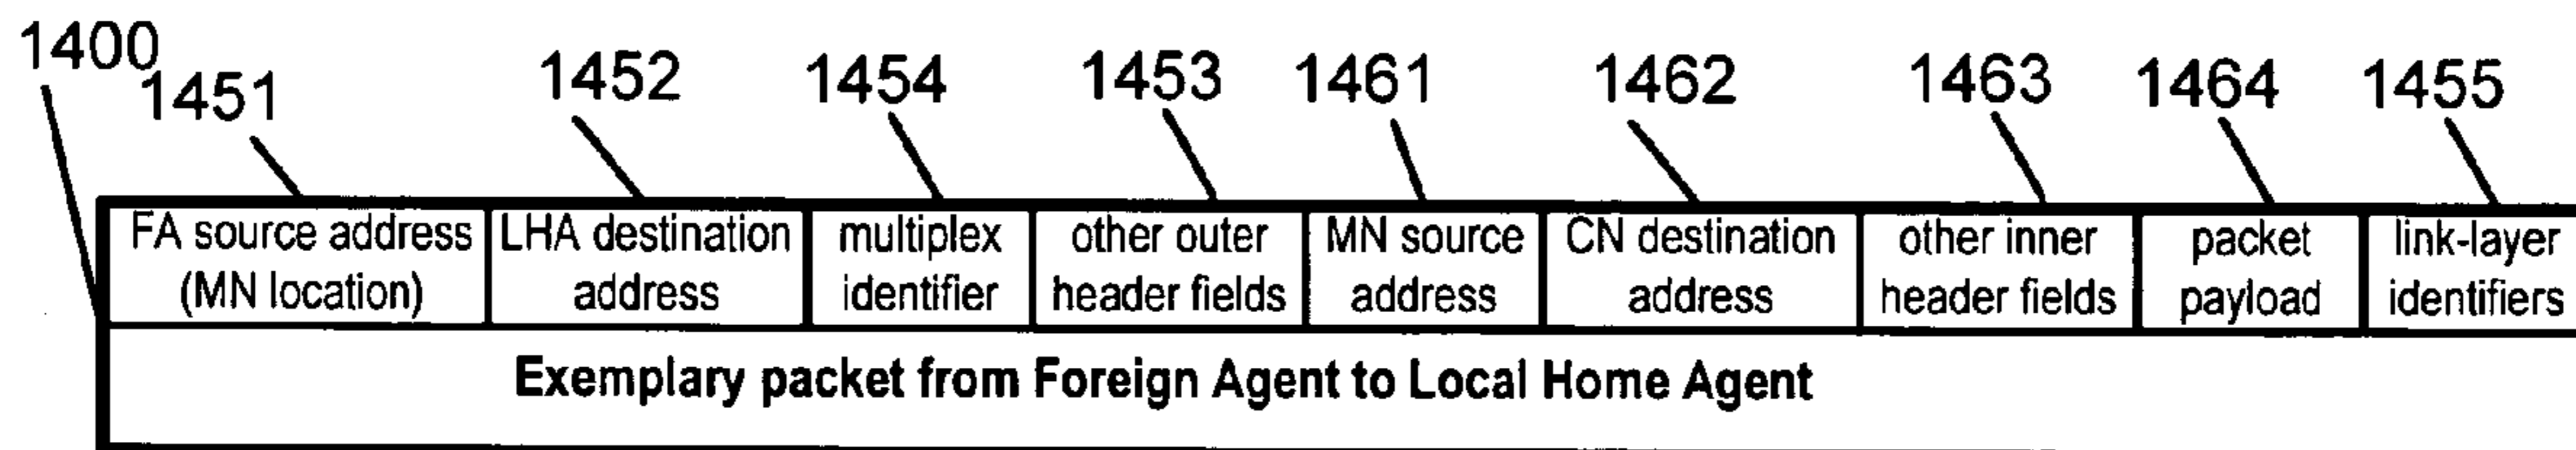 1400
1451 1452 1454 1453 1461 1462 1463 1464 1455
FA source address LHA destination multiplex other outer MN source CN destination other inner packet link-layer
(MN location) address identifier header fields address address header fields payload identifiers
Exemplary packet from Foreign Agent to Local Home Agent